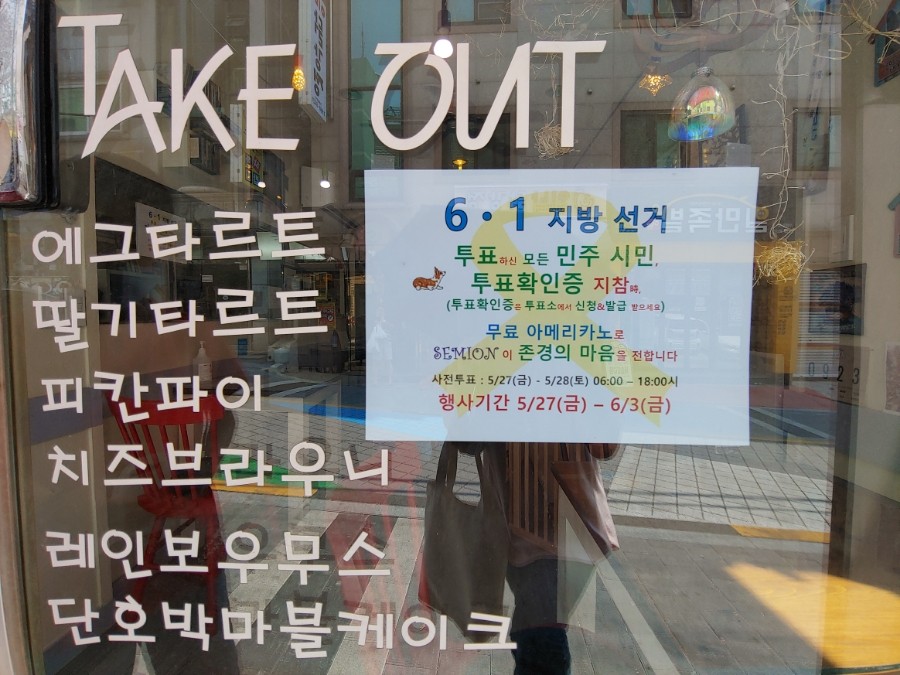 TAKE OUT
에그타르트
딸기타르트
피칸파이
치즈브라우니
레인보우무스
단호박마블케이크
6·1 지방 선거
투표하신 모든 민주 시민,
투표확인증 지참時,
(투표확인증은 투표소에서 신청&발급 받으세요)
무료 아메리카노로
SEMION이 존경의 마음을 전합니다
사전투표 : 5/27(금) - 5/28(토) 06:00 – 18:00시
행사기간 5/27(금) – 6/3(금)
0923